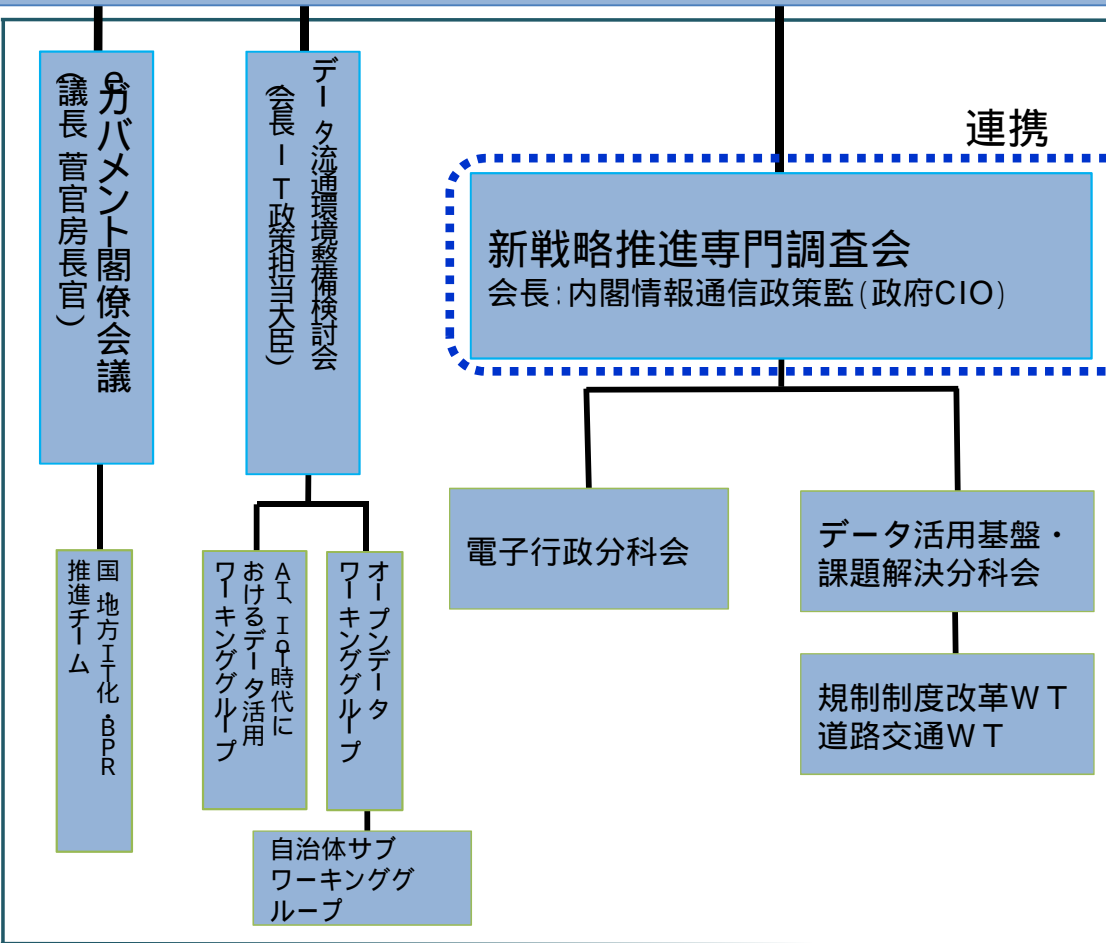 eガバメント閣僚会議
(議長 菅官房長官)
データ流通環境整備検討会
(会長 IT政策担当大臣)
連携
新戦略推進専門調査会
会長:内閣情報通信政策監(政府CIO)
電子行政分科会
データ活用基盤・
課題解決分科会
規制制度改革WT
道路交通WT
国・地方IT化・BPR
推進チーム
AI、IoT時代に
おけるデータ活用
ワーキンググループ
オープンデータ
ワーキンググループ
自治体サブ
ワーキンググ
ループ